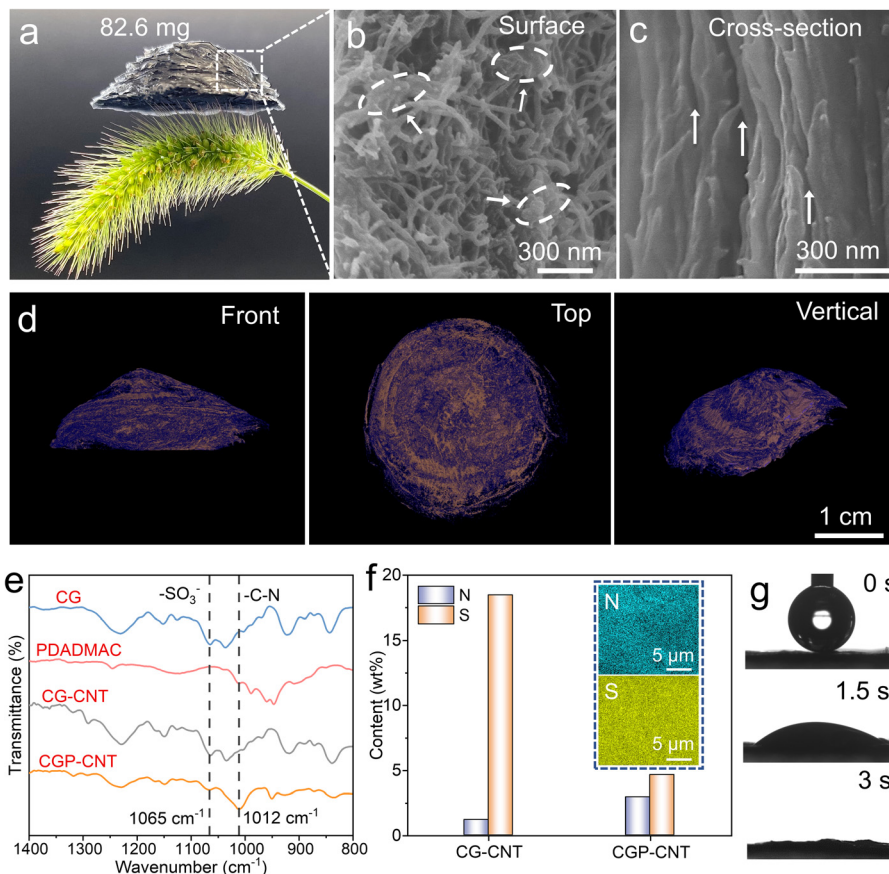 a
82.6 mg
b
Surface
300 nm
c
Cross-section
300 nm
d
Front
Top
Vertical
1 cm
e
-SO₃⁻
-C-N
CG
PDADMAC
CG-CNT
CGP-CNT
1065 cm⁻¹
1012 cm⁻¹
Transmittance (%)
1400 1300 1200 1100 1000 900 800
Wavenumber (cm⁻¹)
f
20
15
10
5
0
Content (wt%)
N
S
N
5 μm
S
5 μm
CG-CNT
CGP-CNT
g
0 s
1.5 s
3 s